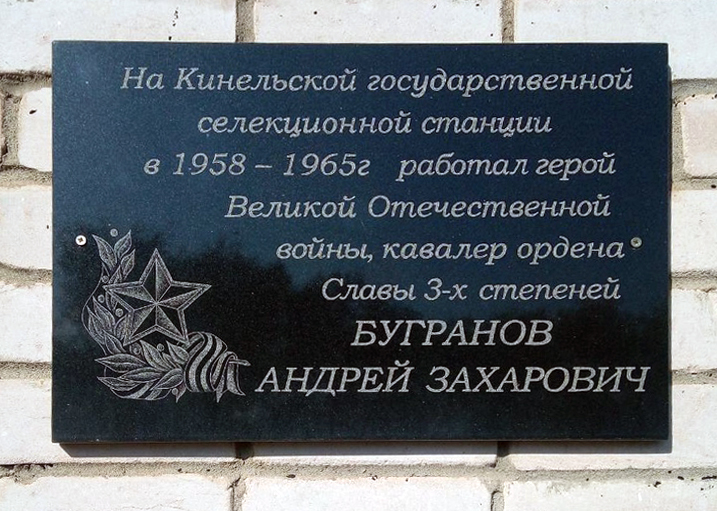 На Кинельской государственной
селекционной станции
в 1958 – 1965г работал герой
Великой Отечественной
войны, кавалер ордена
Славы 3-х степеней
БУГРАНОВ
АНДРЕЙ ЗАХАРОВИЧ